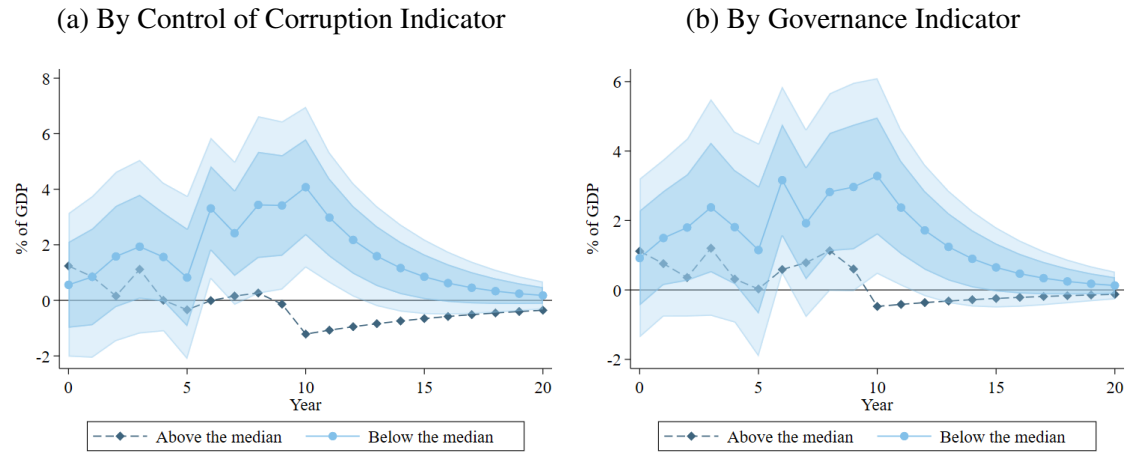 (a) By Control of Corruption Indicator
8
6
4
2
0
-2
% of GDP
0 5 10 15 20
Year
Above the median Below the median
(b) By Governance Indicator
6
4
2
0
-2
% of GDP
0 5 10 15 20
Year
Above the median Below the median